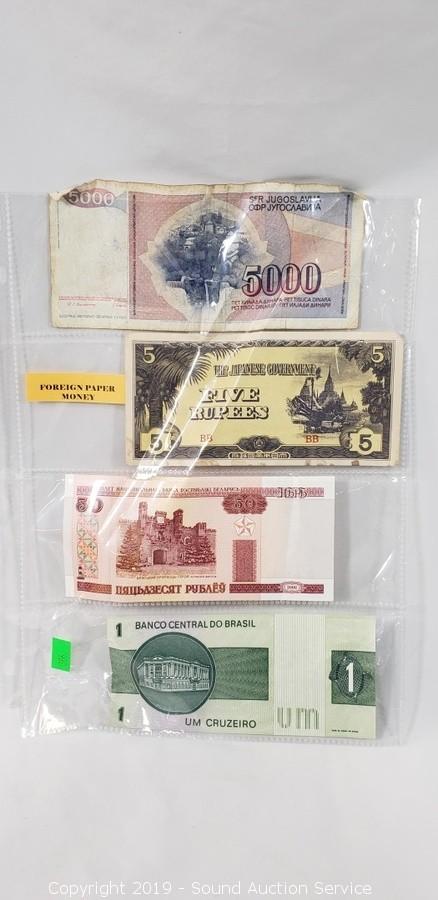 5000
SFR JUGOSLAVIJA
СФР ЈУГОСЛАВИЈА
5000
5 5
THE JAPANESE GOVERNMENT
FIVE
RUPEES
BB BB
5 5
FOREIGN PAPER
MONEY
50 50
ПЯЦЬДЗЕСЯТ РУБЛЁЎ
2000
1 BANCO CENTRAL DO BRASIL
1
1 UM CRUZEIRO
um
Copyright 2019 - Sound Auction Service